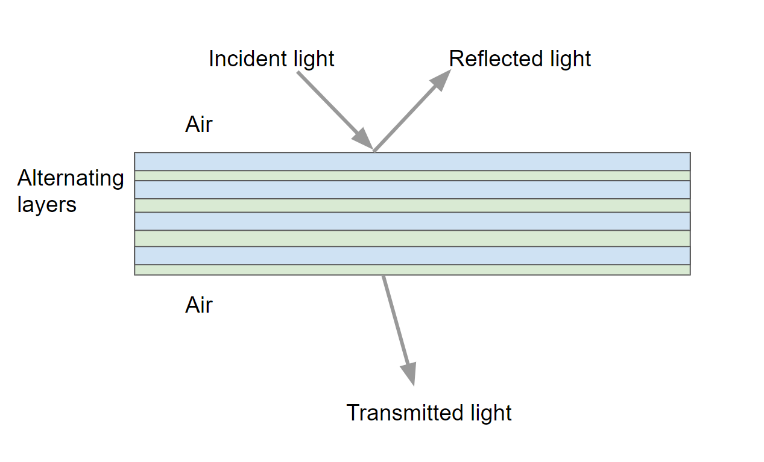 Incident light
Reflected light
Air
Alternating
layers
Air
Transmitted light